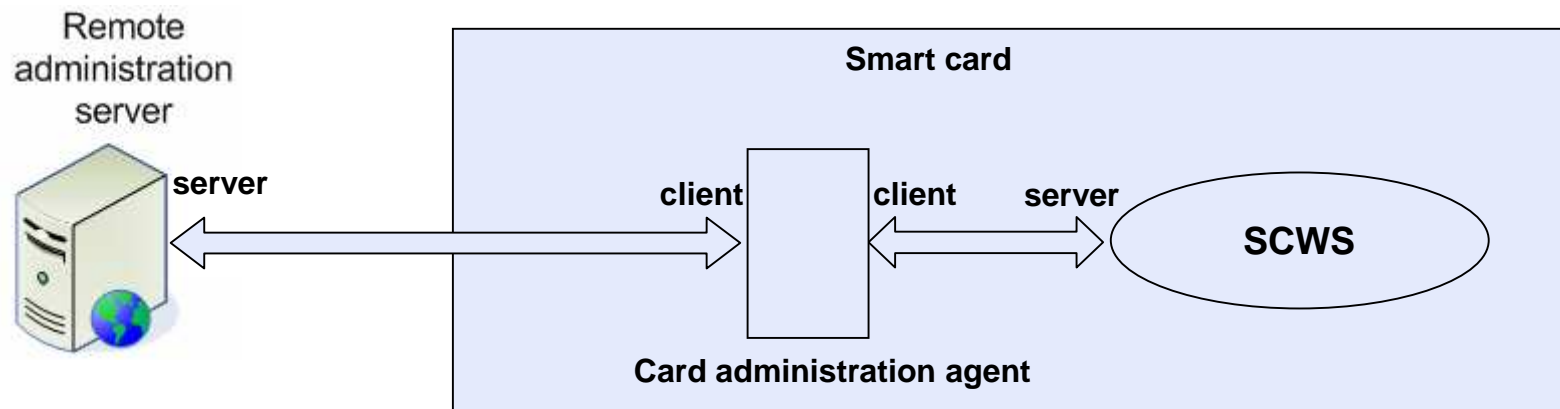 Remote
administration
server
Smart card
server
client
client
server
SCWS
Card administration agent